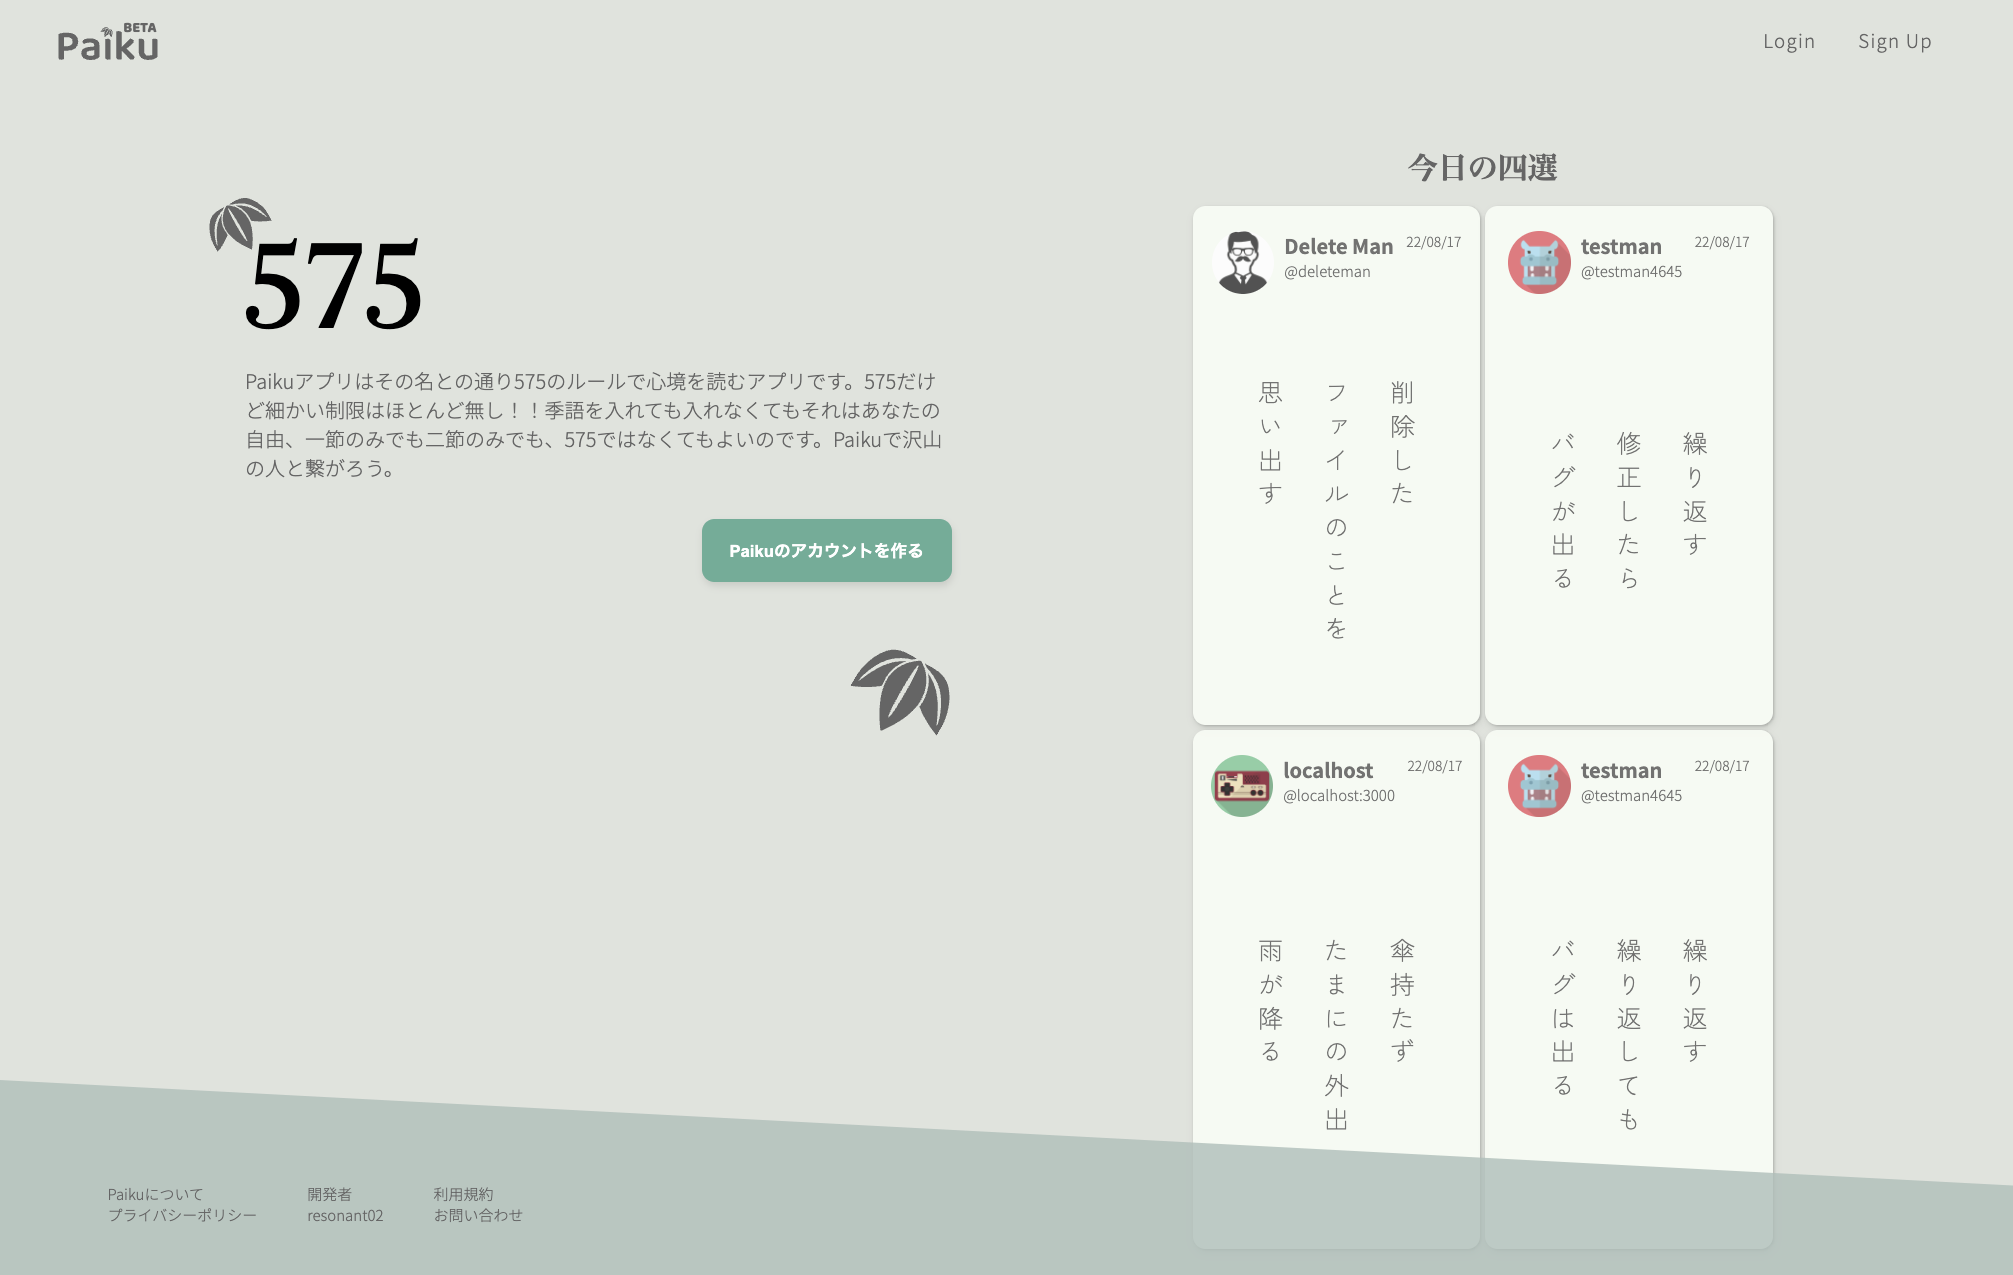 BETA
Paiku
Login
Sign Up
575
Paikuアプリはその名との通り575のルールで心境を読むアプリです。575だけ
ど細かい制限はほとんど無し！！季語を入れても入れなくてもそれはあなたの
自由、一節のみでも二節のみでも、575ではなくてもよいのです。Paikuで沢山
の人と繋がろう。
Paikuのアカウントを作る
今日の四選
Delete Man
22/08/17
@deleteman
削除した
ファイルのことを
思い出す
testman
22/08/17
@testman4645
繰り返す
修正したら
バグが出る
localhost
22/08/17
@localhost:3000
傘持たず
たまにの外出
雨が降る
testman
22/08/17
@testman4645
繰り返す
繰り返しても
バグは出る
Paikuについて
プライバシーポリシー
開発者
resonant02
利用規約
お問い合わせ